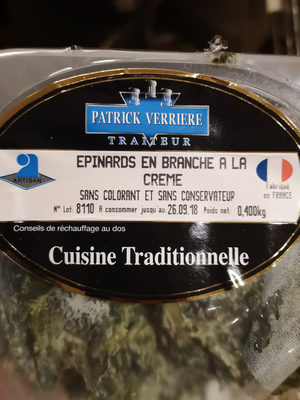 PATRICK VERRIERE
TRAITEUR
EPINARDS EN BRANCHE A LA
CREME
SANS COLORANT ET SANS CONSERVATEUR
N° Lot: 8110 A consommer jusqu'au 26.09.18 Poids net: 0,400kg
a
ARTISAN
Fabriqué
en FRANCE
Conseils de réchauffage au dos
Cuisine Traditionnelle